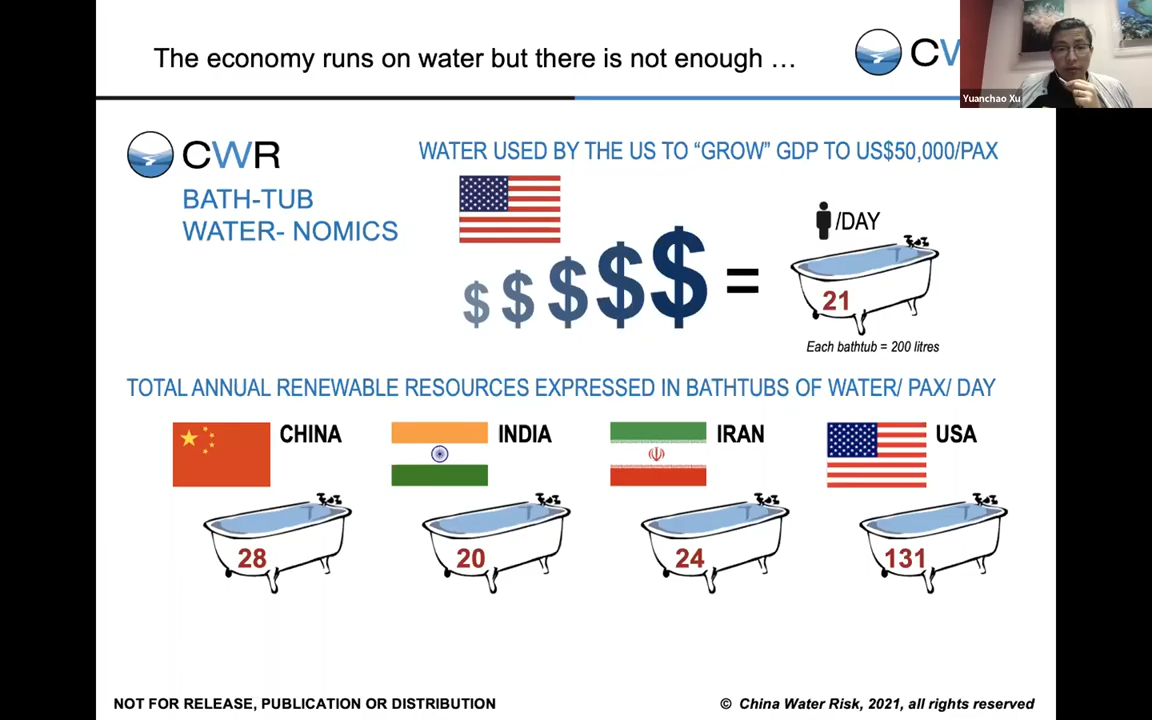 The economy runs on water but there is not enough …
CW
Yuanchao Xu
CWR
BATH-TUB
WATER- NOMICS
WATER USED BY THE US TO “GROW” GDP TO US$50,000/PAX
$ $ $ $ $ =
/DAY
21
Each bathtub = 200 litres
TOTAL ANNUAL RENEWABLE RESOURCES EXPRESSED IN BATHTUBS OF WATER/ PAX/ DAY
CHINA
INDIA
IRAN
USA
28
20
24
131
NOT FOR RELEASE, PUBLICATION OR DISTRIBUTION
© China Water Risk, 2021, all rights reserved